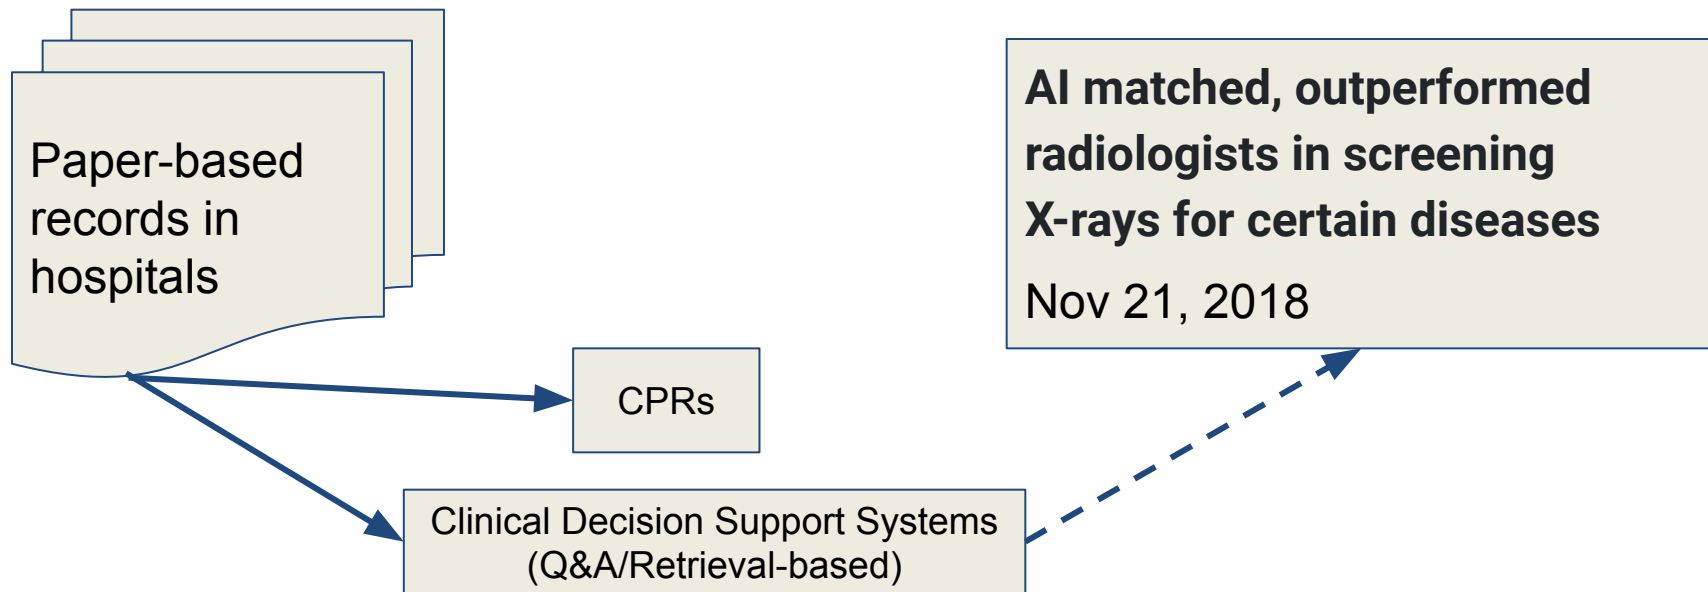 Paper-based
records in
hospitals
AI matched, outperformed
radiologists in screening
X-rays for certain diseases
Nov 21, 2018
CPRs
Clinical Decision Support Systems
(Q&A/Retrieval-based)